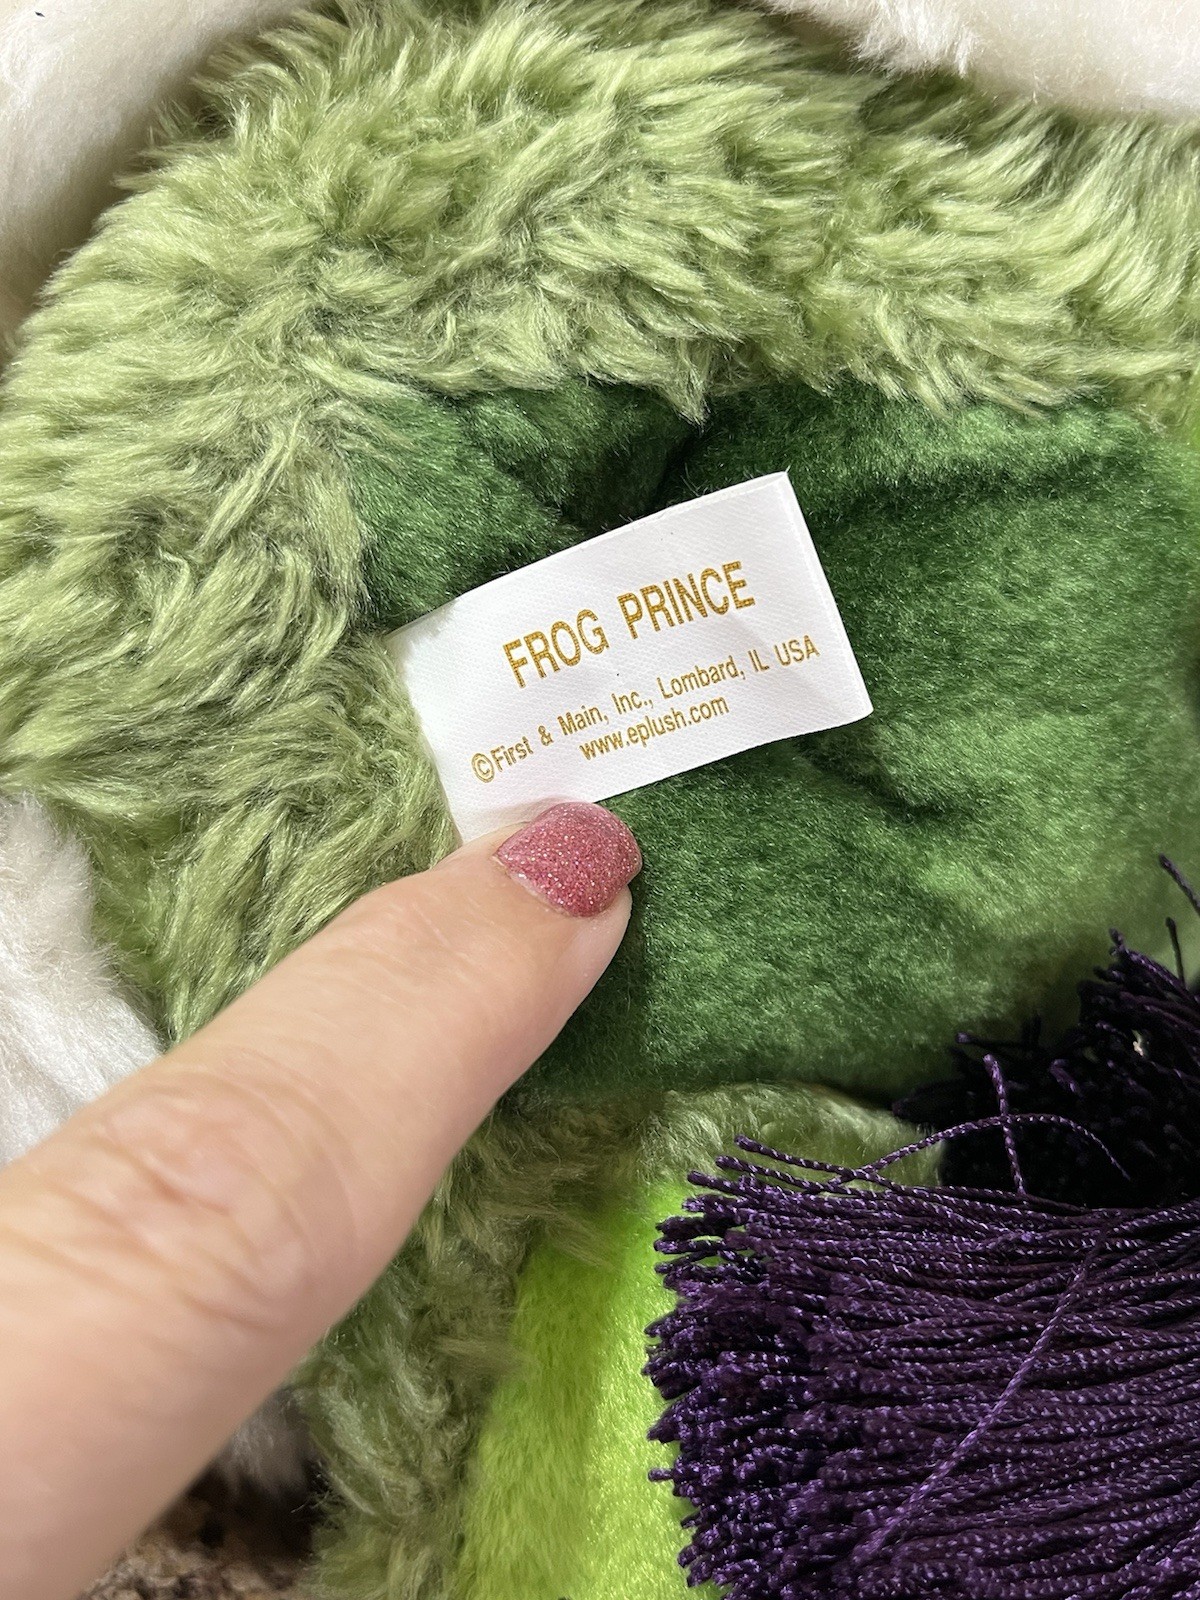 FROG PRINCE
©First & Main, Inc., Lombard, IL USA
www.eplush.com